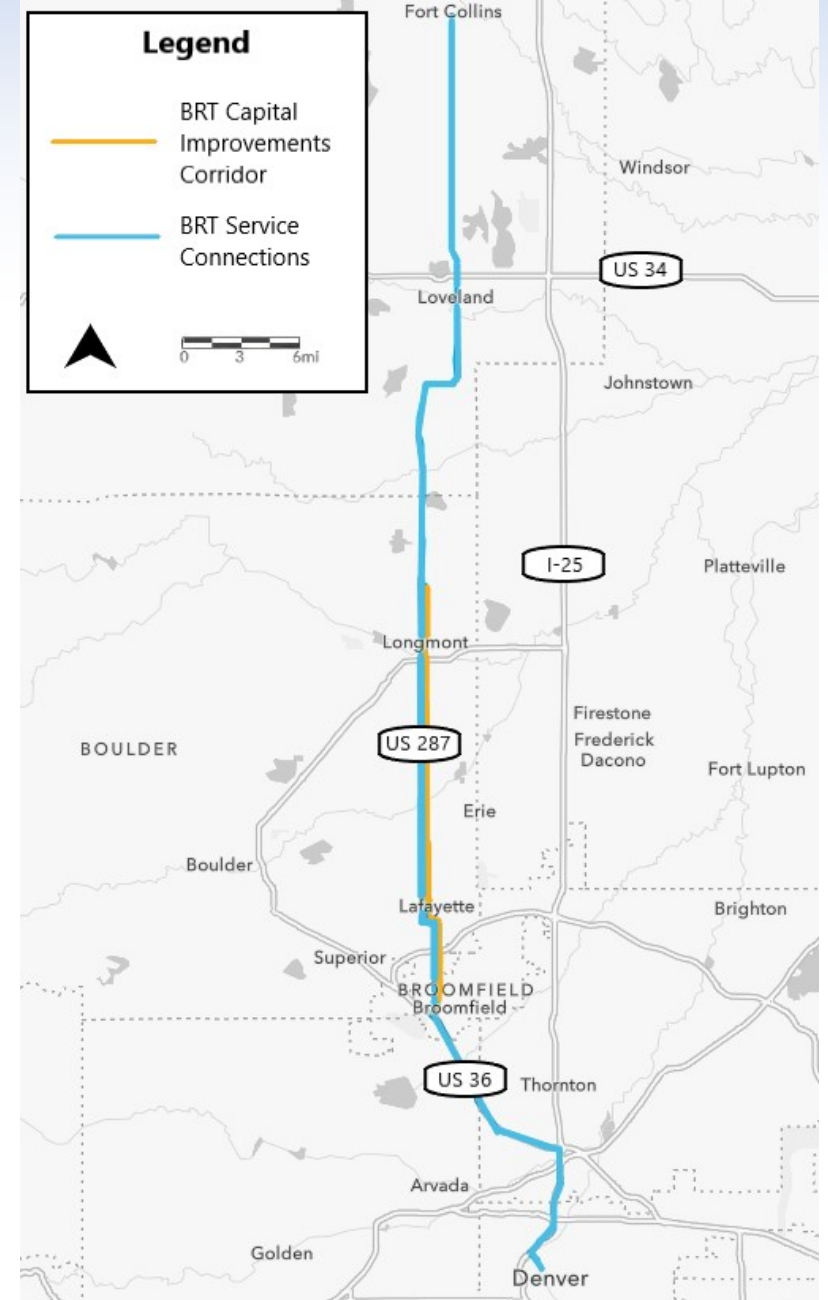 Fort Collins
Legend
BRT Capital
Improvements
Corridor
BRT Service
Connections
0 3 6mi
Windsor
US 34
Loveland
Johnstown
I-25
Platteville
Longmont
Firestone
Frederick
Dacono
US 287
BOULDER
Fort Lupton
Erie
Boulder
Lafayette
Brighton
Superior
BROOMFIELD
Broomfield
US 36
Thornton
Arvada
Golden
Denver